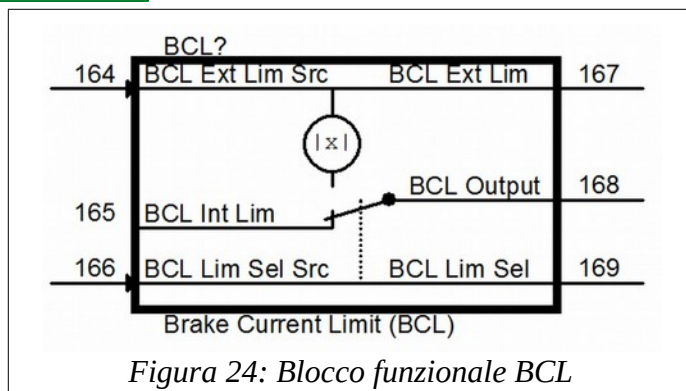 BCL?
164 BCL Ext Lim Src BCL Ext Lim 167
|x|
BCL Output 168
165 BCL Int Lim
166 BCL Lim Sel Src BCL Lim Sel 169
Brake Current Limit (BCL)
Figura 24: Blocco funzionale BCL